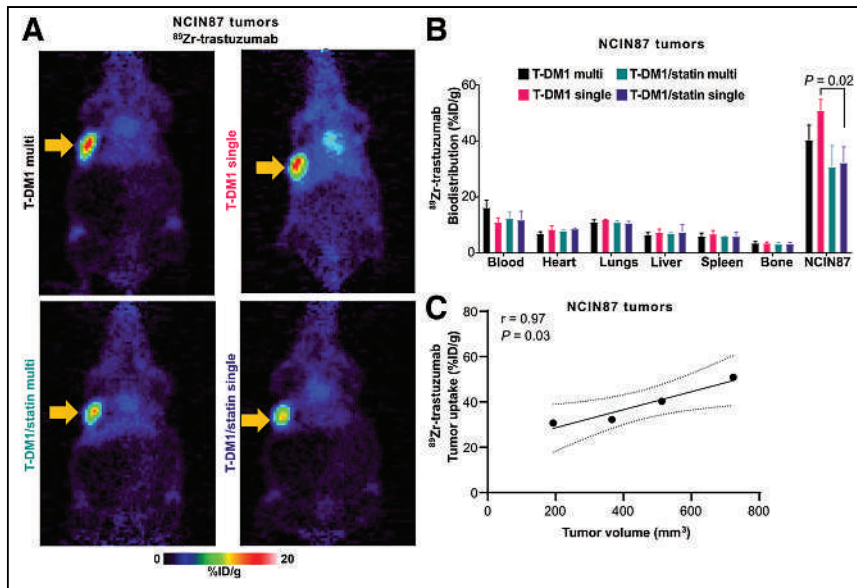 A
NCIN87 tumors
⁸⁹Zr-trastuzumab
T-DM1 multi
T-DM1 single
T-DM1/statin multi
T-DM1/statin single
0
20
%ID/g
B
NCIN87 tumors
T-DM1 multi
T-DM1/statin multi
T-DM1 single
T-DM1/statin single
P = 0.02
⁸⁹Zr-trastuzumab
Biodistribution (%ID/g)
80
60
40
20
0
Blood Heart Lungs Liver Spleen Bone NCIN87
C
NCIN87 tumors
r = 0.97
P = 0.03
⁸⁹Zr-trastuzumab
Tumor uptake (%ID/g)
80
60
40
20
0
0 200 400 600 800
Tumor volume (mm³)